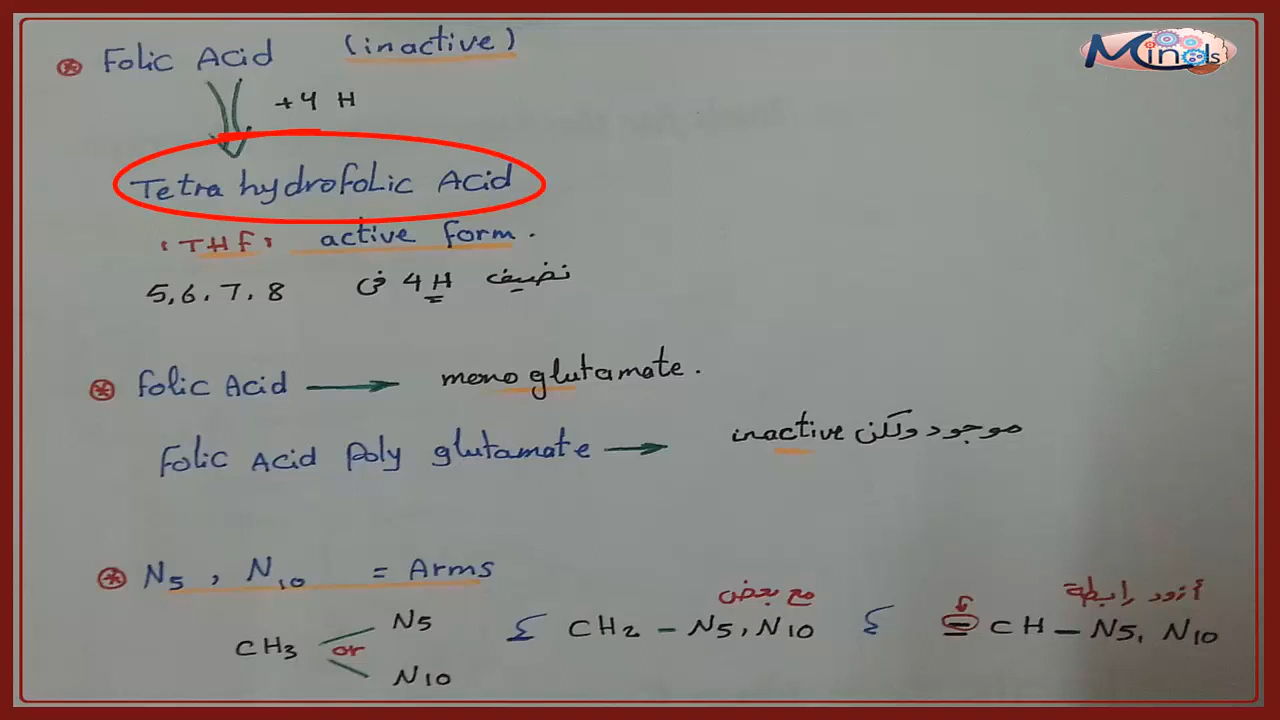 Minds
Folic Acid (inactive)
+4 H
Tetra hydrofolic Acid
(THF) active form.
نضيف 4 H فى 5, 6, 7, 8
Folic Acid → mono glutamate.
Folic Acid Poly glutamate → موجود ولكن inactive
N5 , N10 = Arms
مع بعض
أزود رابطة
CH3 or N5 N10
& CH2 – N5, N10 & = CH – N5, N10